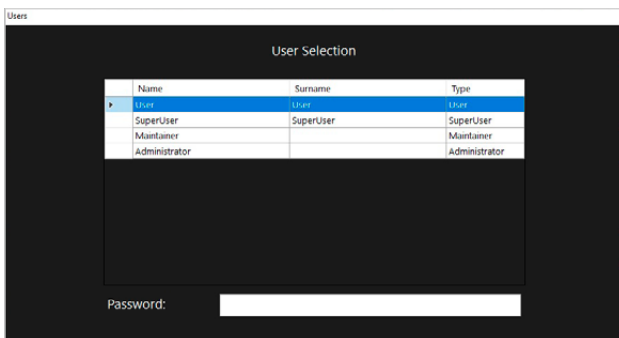 Users
User Selection
Name Surname Type
User User User
SuperUser SuperUser SuperUser
Maintainer Maintainer
Administrator Administrator
Password: